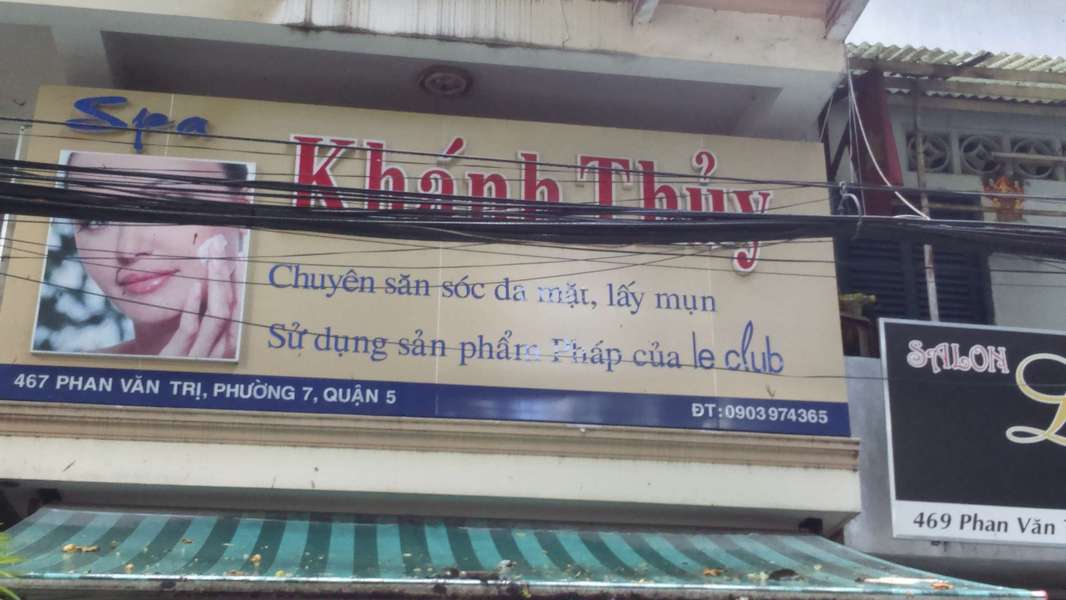 Spa
Khánh Thủy
Chuyên săn sóc da mặt, lấy mụn
Sử dụng sản phẩm Pháp của le club
467 PHAN VĂN TRỊ, PHƯỜNG 7, QUẬN 5
ĐT: 0903974365
SALON
469 Phan Văn